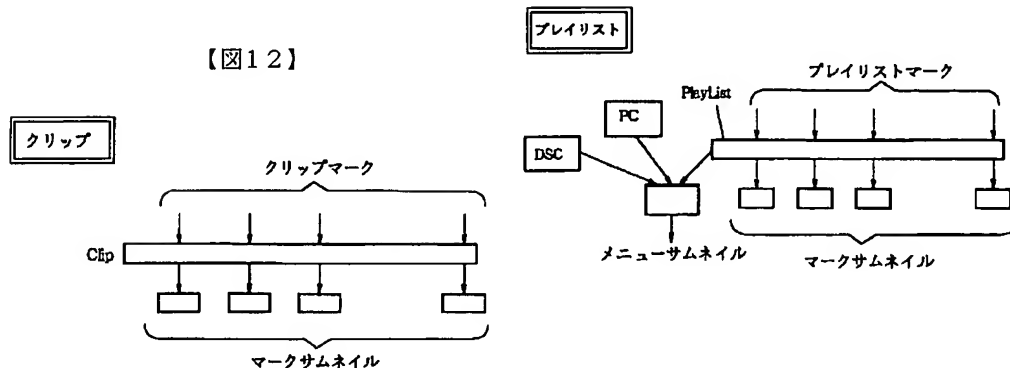 【図12】
クリップ
クリップマーク
Clip
マークサムネイル
プレイリスト
プレイリストマーク
PlayList
PC
DSC
メニューサムネイル
マークサムネイル